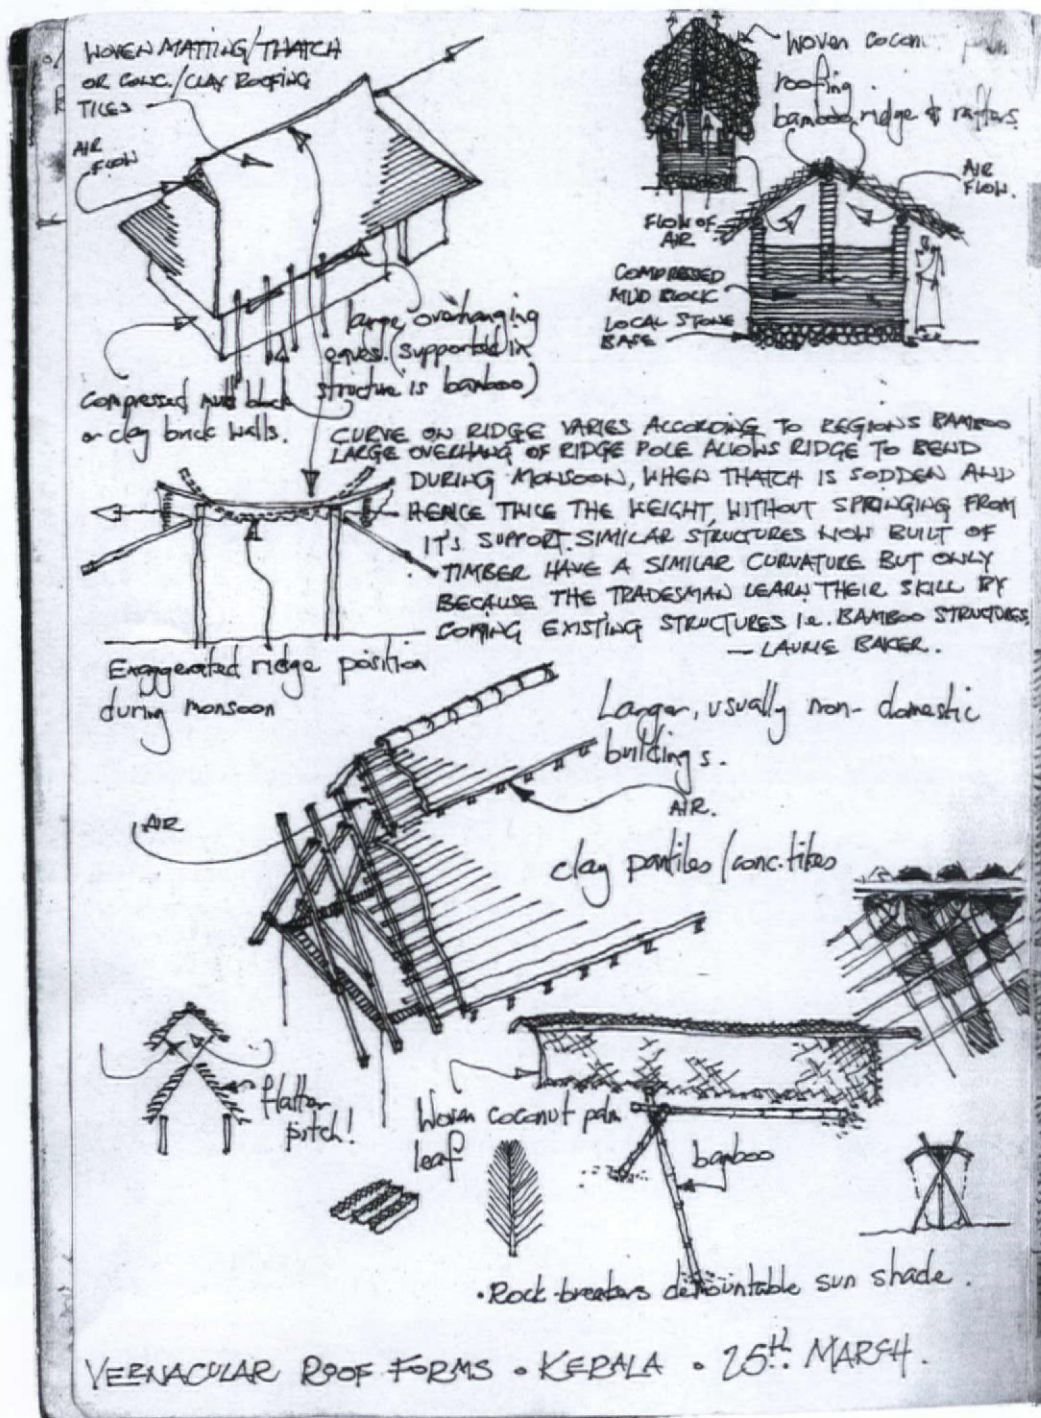 WOVEN MATTING/THATCH
OR CONC./CLAY ROOFING
TILES
AIR
FLOW
large overhanging
eaves. (supported in
structure is bamboo)
Compressed mud block
or clay brick walls.
Woven
roofing.
bamboo ridge & rafters
AIR
FLOW.
FLOW OF
AIR
COMPRESSED
MUD BLOCK
LOCAL STONE
BASE
CURVE ON RIDGE VARIES ACCORDING TO REGIONS BAMBOO
LARGE OVERHANG OF RIDGE POLE ALLOWS RIDGE TO BEND
DURING MONSOON, WHEN THATCH IS SODDEN AND
HENCE TWICE THE WEIGHT, WITHOUT SPRINGING FROM
IT'S SUPPORT. SIMILAR STRUCTURES NOW BUILT OF
TIMBER HAVE A SIMILAR CURVATURE BUT ONLY
BECAUSE THE TRADESMAN LEARN THEIR SKILL BY
COMING EXISTING STRUCTURES i.e. BAMBOO STRUCTURES
— LAURIE BAKER.
Exaggerated ridge position
during monsoon
Larger, usually non-domestic
buildings.
AIR
AIR.
clay pantiles/conc. tiles
flatter
pitch!
Woven coconut palm
leaf
bamboo
• Rock-breakers demountable sun shade.
VERNACULAR ROOF FORMS • KERALA • 25th. MARCH.